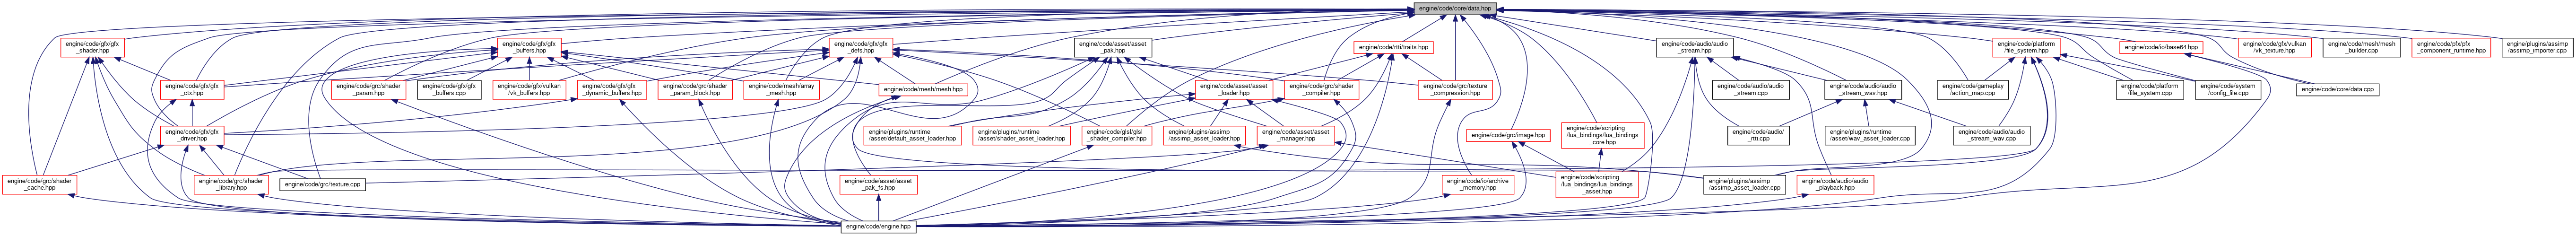 engine/code/core/data.hpp
engine/code/gfx/gfx
_shader.hpp
engine/code/gfx/gfx
_buffers.hpp
engine/code/gfx/gfx
_defs.hpp
engine/code/asset/asset
_pak.hpp
engine/code/rtti/traits.hpp
engine/code/audio/audio
_stream.hpp
engine/code/platform
/file_system.hpp
engine/code/io/base64.hpp
engine/code/gfx/vulkan
/vk_texture.hpp
engine/code/mesh/mesh
_builder.cpp
engine/code/pfx/pfx
_component_runtime.hpp
engine/plugins/assimp
/assimp_importer.cpp
engine/code/gfx/gfx
_ctx.hpp
engine/code/grc/shader
_param.hpp
engine/code/gfx/gfx
_buffers.cpp
engine/code/gfx/vulkan
/vk_buffers.hpp
engine/code/gfx/gfx
_dynamic_buffers.hpp
engine/code/grc/shader
_param_block.hpp
engine/code/mesh/array
_mesh.hpp
engine/code/mesh/mesh.hpp
engine/code/asset/asset
_loader.hpp
engine/code/grc/shader
_compiler.hpp
engine/code/grc/texture
_compression.hpp
engine/code/audio/audio
_stream.cpp
engine/code/audio/audio
_stream_wav.hpp
engine/code/gameplay
/action_map.cpp
engine/code/platform
/file_system.cpp
engine/code/system
/config_file.cpp
engine/code/core/data.cpp
engine/code/gfx/gfx
_driver.hpp
engine/plugins/runtime
/asset/default_asset_loader.hpp
engine/plugins/runtime
/asset/shader_asset_loader.hpp
engine/code/glsl/glsl
_shader_compiler.hpp
engine/plugins/assimp
/assimp_asset_loader.hpp
engine/code/asset/asset
_manager.hpp
engine/code/grc/image.hpp
engine/code/scripting
/lua_bindings/lua_bindings
_core.hpp
engine/code/audio/
_rtti.cpp
engine/plugins/runtime
/asset/wav_asset_loader.cpp
engine/code/audio/audio
_stream_wav.cpp
engine/code/grc/shader
_cache.hpp
engine/code/grc/shader
_library.hpp
engine/code/grc/texture.cpp
engine/code/asset/asset
_pak_fs.hpp
engine/code/io/archive
_memory.hpp
engine/code/scripting
/lua_bindings/lua_bindings
_asset.hpp
engine/plugins/assimp
/assimp_asset_loader.cpp
engine/code/audio/audio
_playback.hpp
engine/code/engine.hpp